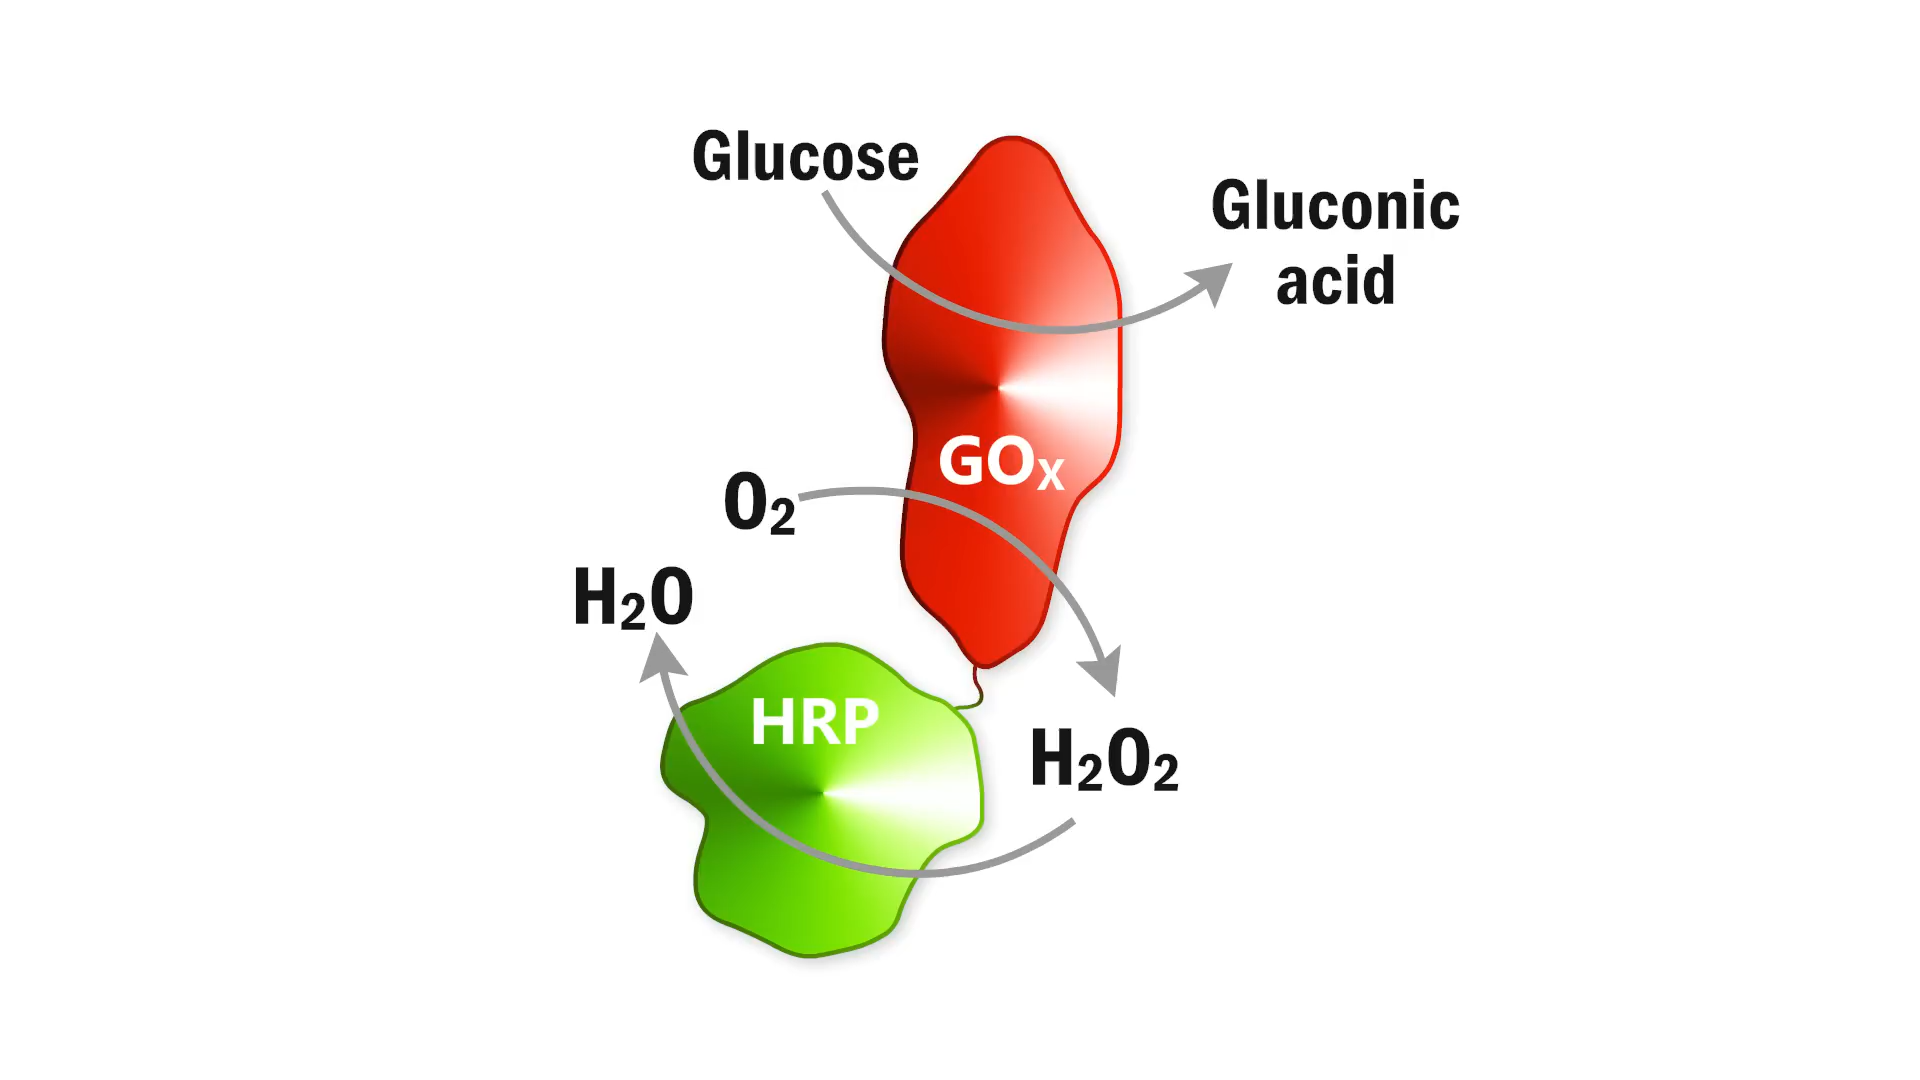 Glucose
Gluconic
acid
GOx
O₂
H₂O
HRP
H₂O₂